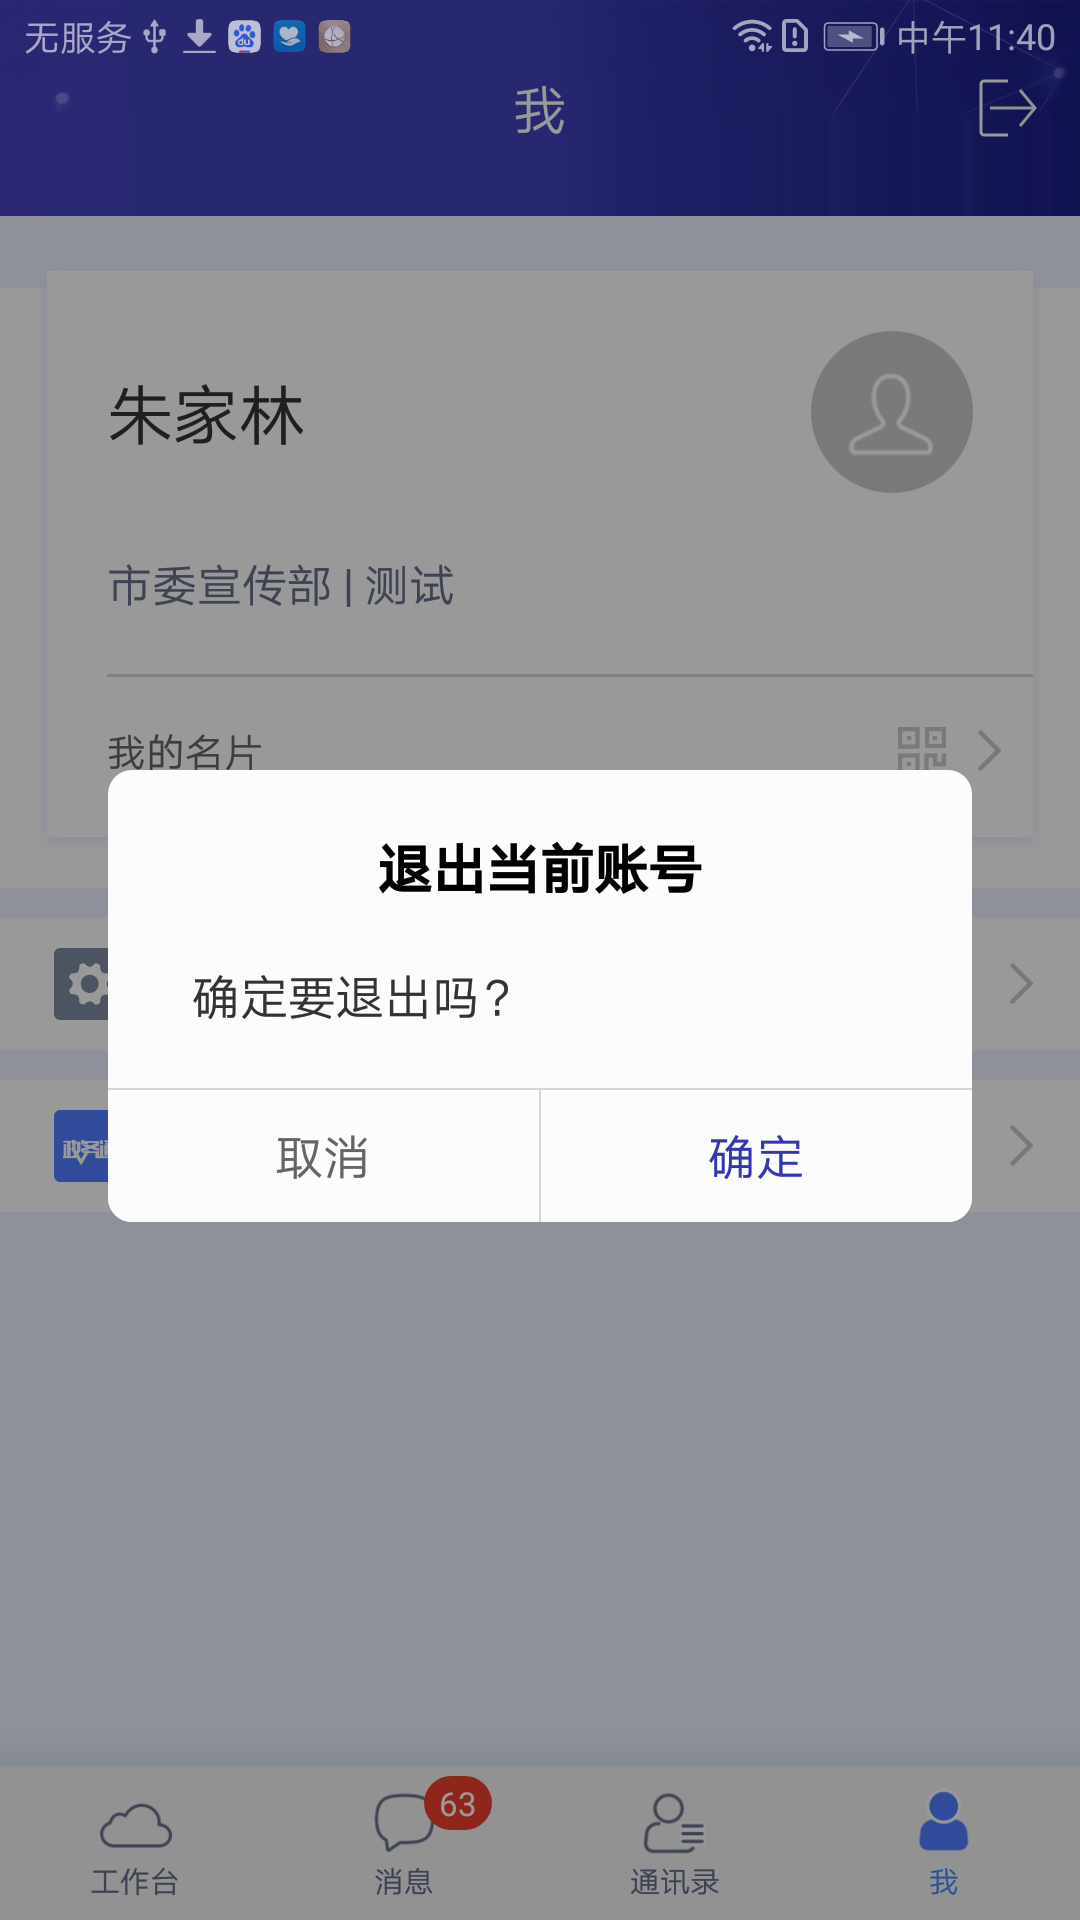 无服务 中午11:40
我
朱家林
市委宣传部 | 测试
我的名片
退出当前账号
确定要退出吗?
取消 确定
工作台 消息 63 通讯录 我